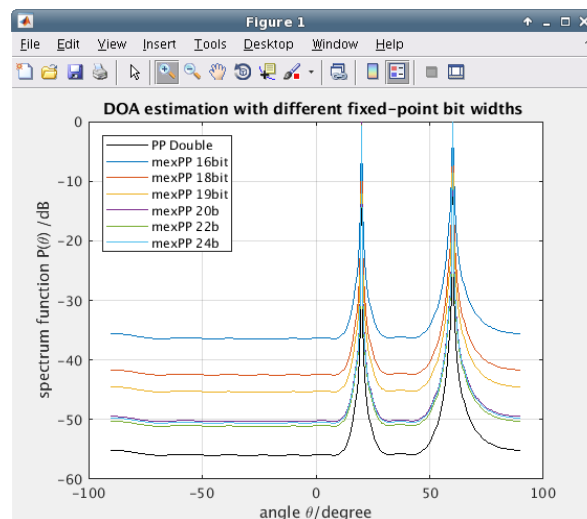 Figure 1
File Edit View Insert Tools Desktop Window Help
DOA estimation with different fixed-point bit widths
PP Double
mexPP 16bit
mexPP 18bit
mexPP 19bit
mexPP 20b
mexPP 22b
mexPP 24b
spectrum function P(θ) /dB
0
-10
-20
-30
-40
-50
-60
-100 -50 0 50 100
angle θ/degree